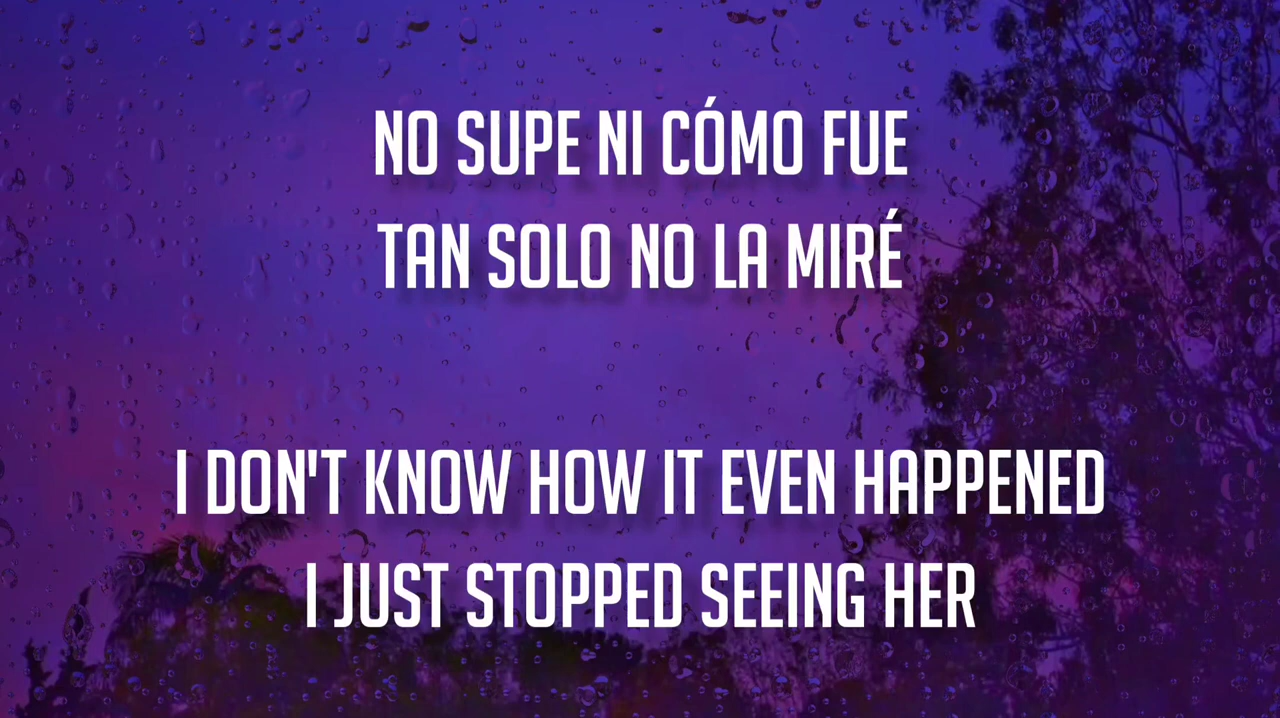 NO SUPE NI CÓMO FUE
TAN SOLO NO LA MIRÉ
I DON'T KNOW HOW IT EVEN HAPPENED
I JUST STOPPED SEEING HER